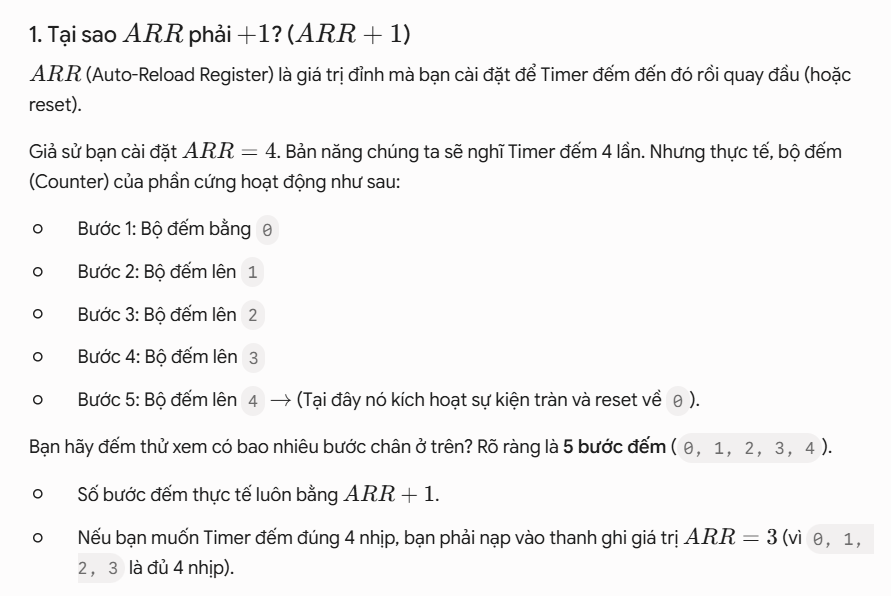 1. Tại sao ARR phải +1? (ARR + 1)
ARR (Auto-Reload Register) là giá trị đỉnh mà bạn cài đặt để Timer đếm đến đó rồi quay đầu (hoặc
reset).
Giả sử bạn cài đặt ARR = 4. Bản năng chúng ta sẽ nghĩ Timer đếm 4 lần. Nhưng thực tế, bộ đếm
(Counter) của phần cứng hoạt động như sau:
○ Bước 1: Bộ đếm bằng 0
○ Bước 2: Bộ đếm lên 1
○ Bước 3: Bộ đếm lên 2
○ Bước 4: Bộ đếm lên 3
○ Bước 5: Bộ đếm lên 4 → (Tại đây nó kích hoạt sự kiện tràn và reset về 0).
Bạn hãy đếm thử xem có bao nhiêu bước chân ở trên? Rõ ràng là 5 bước đếm (0, 1, 2, 3, 4).
○ Số bước đếm thực tế luôn bằng ARR + 1.
○ Nếu bạn muốn Timer đếm đúng 4 nhịp, bạn phải nạp vào thanh ghi giá trị ARR = 3 (vì 0, 1,
2, 3 là đủ 4 nhịp).